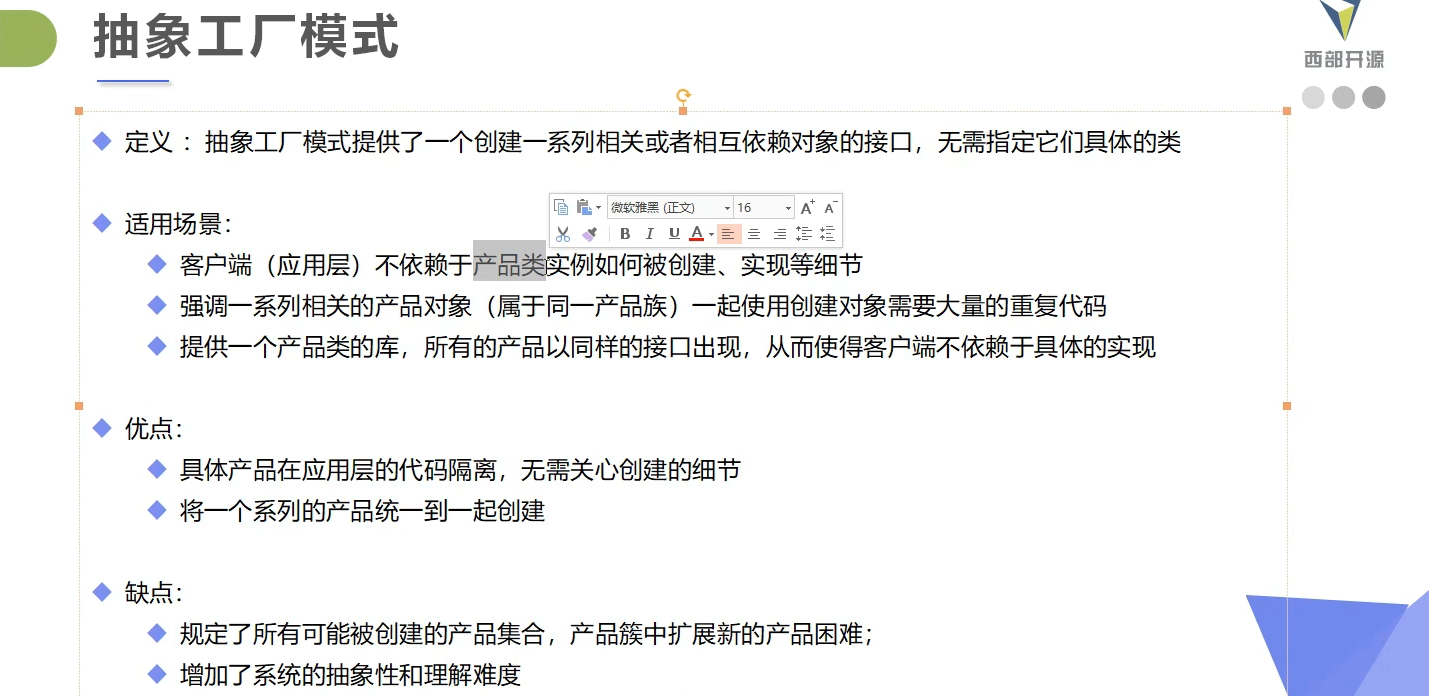 抽象工厂模式
西部开源
定义 ：抽象工厂模式提供了一个创建一系列相关或者相互依赖对象的接口，无需指定它们具体的类
适用场景：
微软雅黑 (正文) 16 A+ A-
B I U A
客户端（应用层）不依赖于产品类实例如何被创建、实现等细节
强调一系列相关的产品对象（属于同一产品族）一起使用创建对象需要大量的重复代码
提供一个产品类的库，所有的产品以同样的接口出现，从而使得客户端不依赖于具体的实现
优点：
具体产品在应用层的代码隔离，无需关心创建的细节
将一个系列的产品统一到一起创建
缺点：
规定了所有可能被创建的产品集合，产品簇中扩展新的产品困难；
增加了系统的抽象性和理解难度